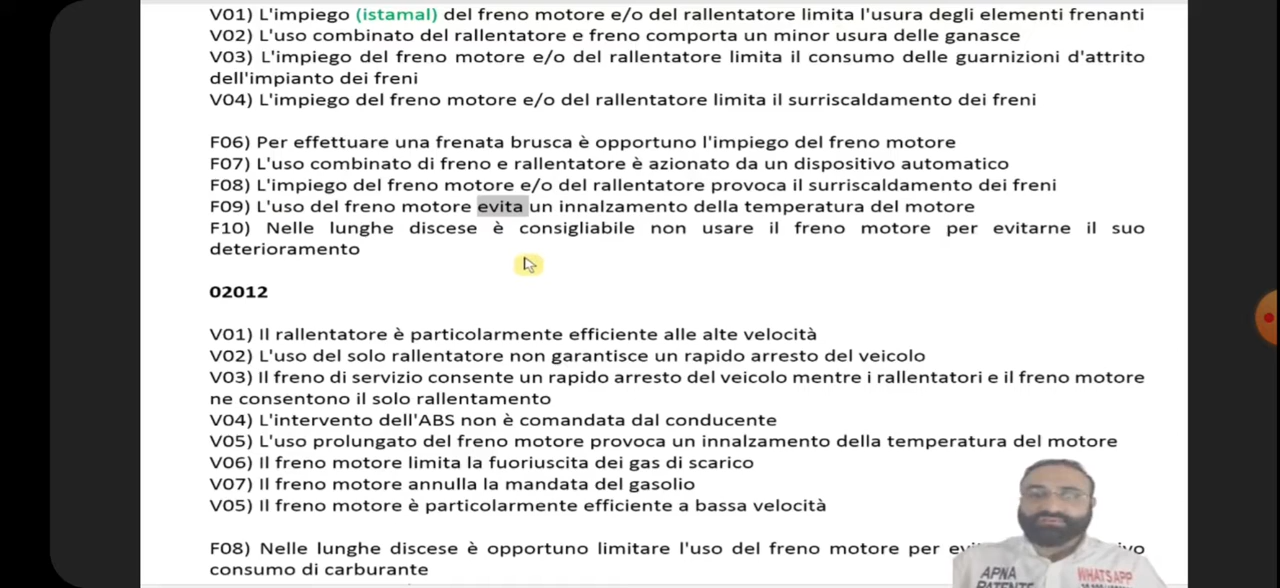 V01) L'impiego (istamal) del freno motore e/o del rallentatore limita l'usura degli elementi frenanti
V02) L'uso combinato del rallentatore e freno comporta un minor usura delle ganasce
V03) L'impiego del freno motore e/o del rallentatore limita il consumo delle guarnizioni d'attrito
dell'impianto dei freni
V04) L'impiego del freno motore e/o del rallentatore limita il surriscaldamento dei freni
F06) Per effettuare una frenata brusca è opportuno l'impiego del freno motore
F07) L'uso combinato di freno e rallentatore è azionato da un dispositivo automatico
F08) L'impiego del freno motore e/o del rallentatore provoca il surriscaldamento dei freni
F09) L'uso del freno motore evita un innalzamento della temperatura del motore
F10) Nelle lunghe discese è consigliabile non usare il freno motore per evitarne il suo
deterioramento
02012
V01) Il rallentatore è particolarmente efficiente alle alte velocità
V02) L'uso del solo rallentatore non garantisce un rapido arresto del veicolo
V03) Il freno di servizio consente un rapido arresto del veicolo mentre i rallentatori e il freno motore
ne consentono il solo rallentamento
V04) L'intervento dell'ABS non è comandata dal conducente
V05) L'uso prolungato del freno motore provoca un innalzamento della temperatura del motore
V06) Il freno motore limita la fuoriuscita dei gas di scarico
V07) Il freno motore annulla la mandata del gasolio
V05) Il freno motore è particolarmente efficiente a bassa velocità
F08) Nelle lunghe discese è opportuno limitare l'uso del freno motore per
consumo di carburante
APNA WHATSAPP
PATENTE